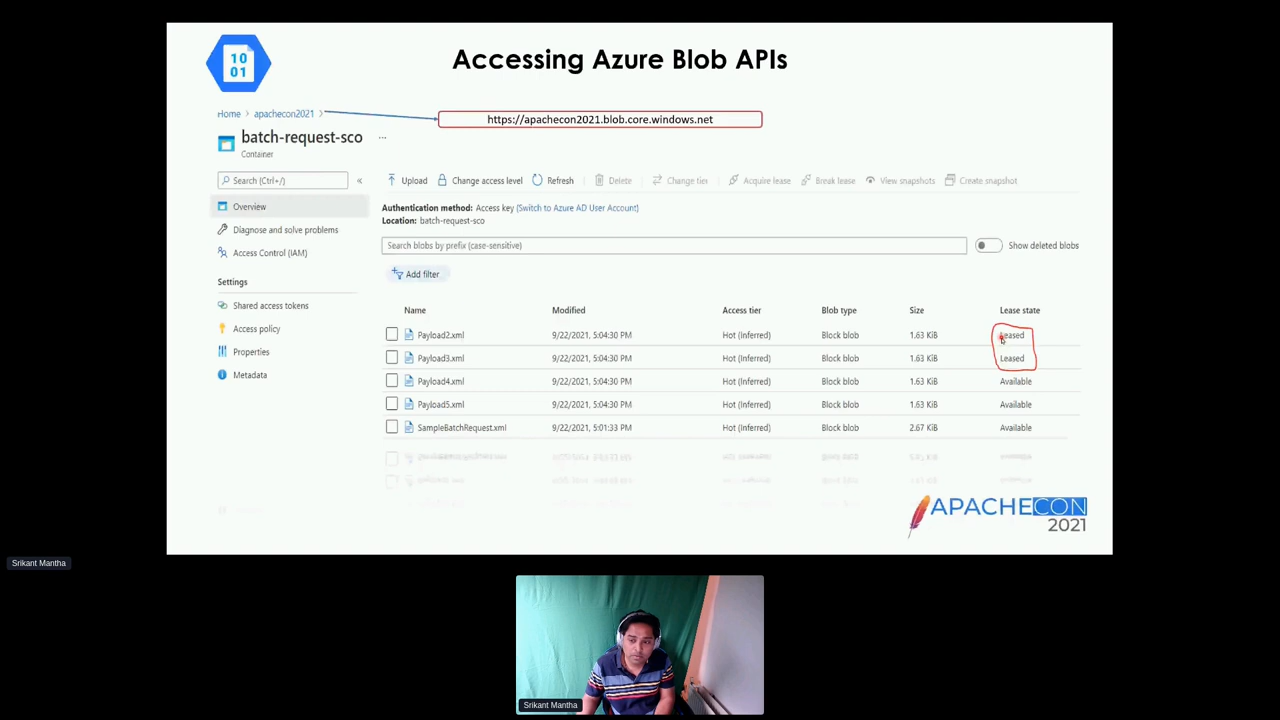 10
01
Accessing Azure Blob APIs
Home > apachecon2021 >
https://apachecon2021.blob.core.windows.net
batch-request-sco ...
Container
Search (Ctrl+/) «
Upload Change access level Refresh Delete Change tier Acquire lease Break lease View snapshots Create snapshot
Overview
Diagnose and solve problems
Access Control (IAM)
Settings
Shared access tokens
Access policy
Properties
Metadata
Authentication method: Access key (Switch to Azure AD User Account)
Location: batch-request-sco
Search blobs by prefix (case-sensitive) Show deleted blobs
Add filter
Name Modified Access tier Blob type Size Lease state
Payload2.xml 9/22/2021, 5:04:30 PM Hot (Inferred) Block blob 1.63 KiB Leased
Payload3.xml 9/22/2021, 5:04:30 PM Hot (Inferred) Block blob 1.63 KiB Leased
Payload4.xml 9/22/2021, 5:04:30 PM Hot (Inferred) Block blob 1.63 KiB Available
Payload5.xml 9/22/2021, 5:04:30 PM Hot (Inferred) Block blob 1.63 KiB Available
SampleBatchRequest.xml 9/22/2021, 5:01:33 PM Hot (Inferred) Block blob 2.67 KiB Available
APACHECON
2021
Srikant Mantha
Srikant Mantha